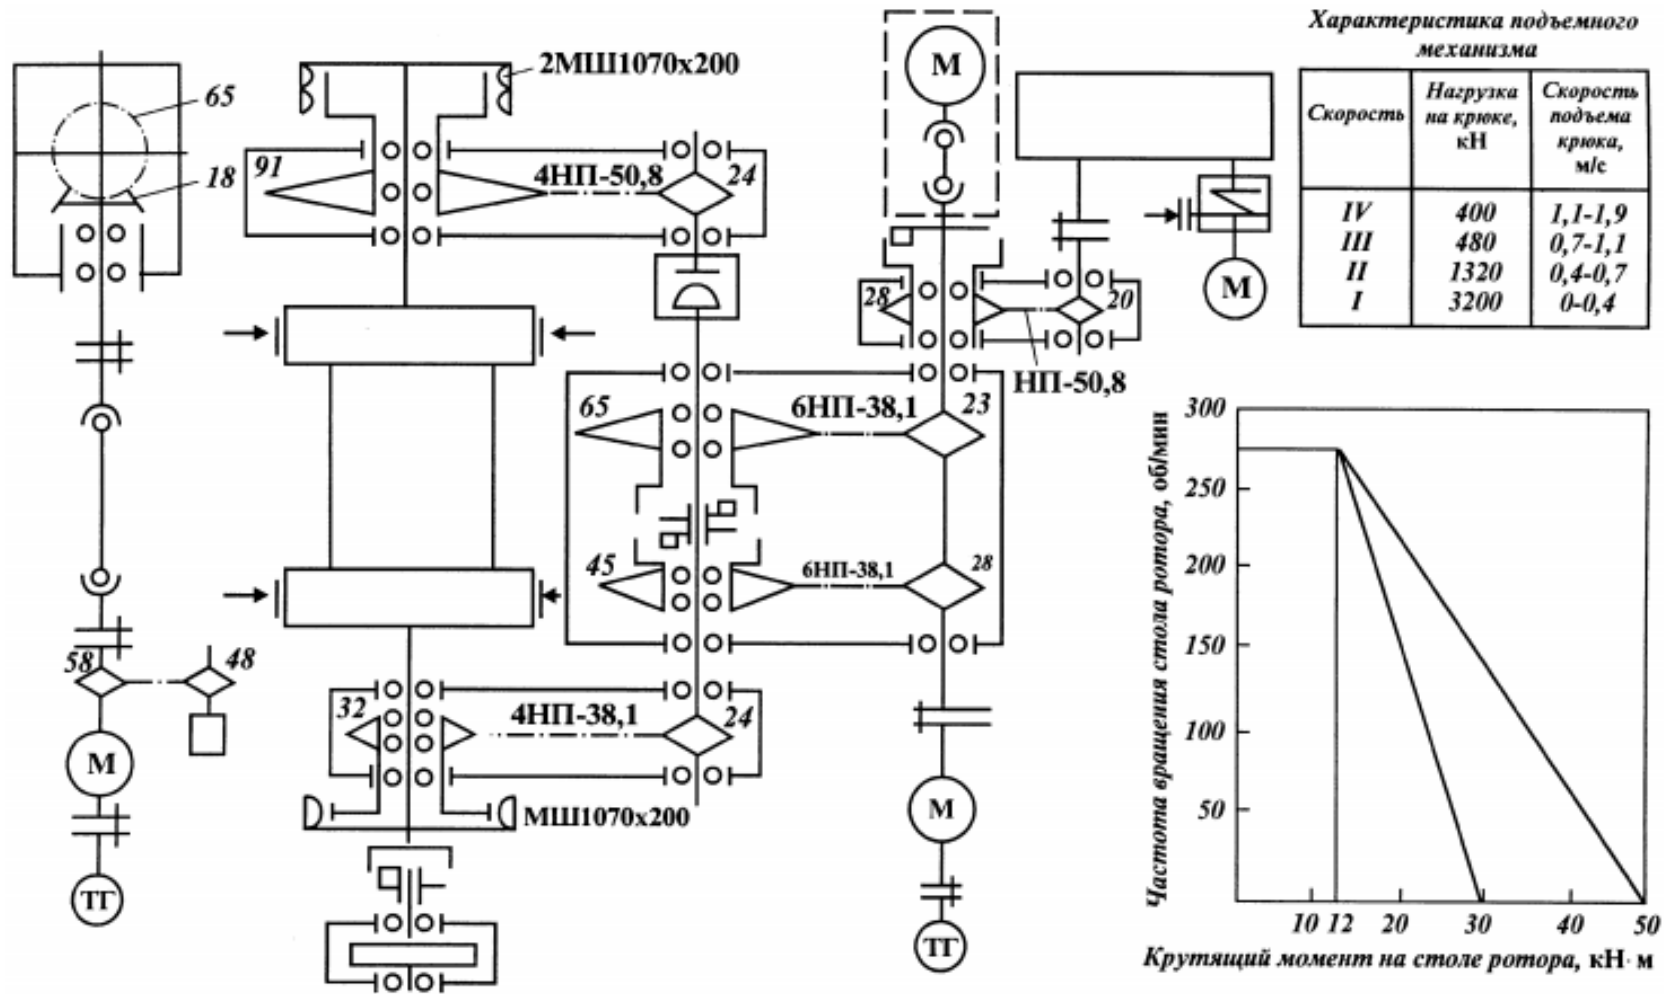 Характеристика подъемного
механизма
Скорость
Нагрузка
на крюке,
кН
Скорость
подъема
крюка,
м/с
IV 400 1,1-1,9
III 480 0,7-1,1
II 1320 0,4-0,7
I 3200 0-0,4
65
18
58
48
М
ТГ
2МШ1070х200
91
4НП-50,8
24
32
4НП-38,1
24
МШ1070х200
65
6НП-38,1
23
45
6НП-38,1
28
М
28
20
НП-50,8
М
М
ТГ
Частота вращения стола ротора, об/мин
300
250
200
150
100
50
10 12 20 30 40 50
Крутящий момент на столе ротора, кН·м